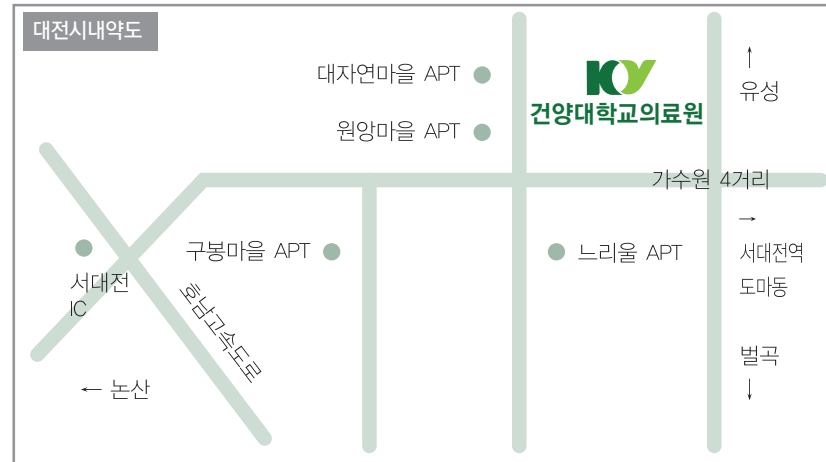 대전시내약도
대자연마을 APT
원앙마을 APT
건양대학교의료원
↑
유성
가수원 4거리
→
서대전역
도마동
구봉마을 APT
느리울 APT
서대전
IC
호남고속도로
벌곡
↓
← 논산